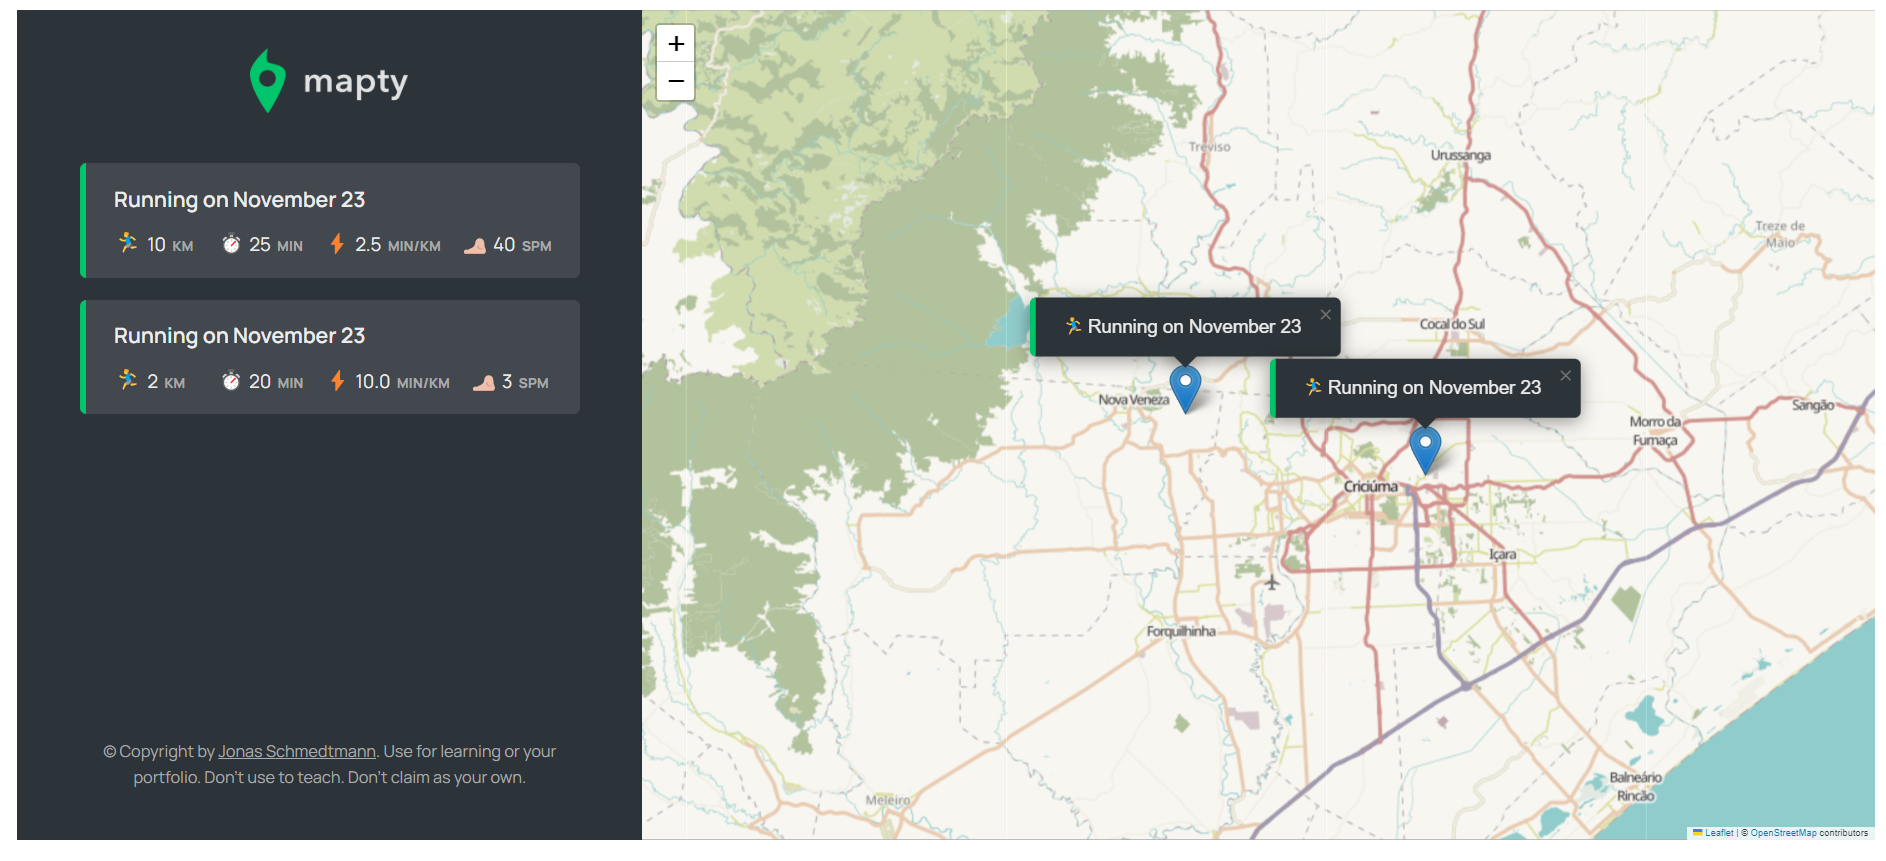 mapty
Running on November 23
10 KM 25 MIN 2.5 MIN/KM 40 SPM
Running on November 23
2 KM 20 MIN 10.0 MIN/KM 3 SPM
© Copyright by Jonas Schmedtmann. Use for learning or your
portfolio. Don't use to teach. Don't claim as your own.
+
−
Treviso
Urussanga
Treze de
Maio
Running on November 23 ×
Cocal do Sul
Running on November 23 ×
Nova Veneza
Sangão
Morro da
Fumaça
Criciúma
Içara
Forquilhinha
Balneário
Rincão
Meleiro
Leaflet | © OpenStreetMap contributors